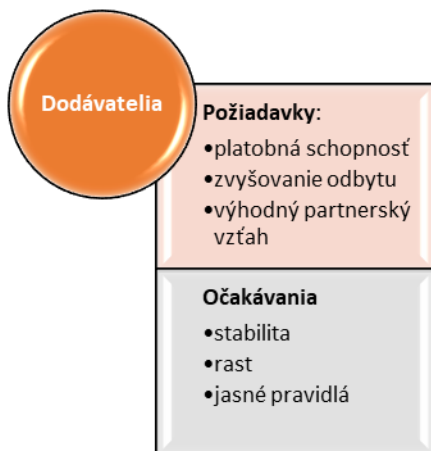 Dodávatelia
Požiadavky:
•platobná schopnosť
•zvyšovanie odbytu
•výhodný partnerský
vzťah
Očakávania
•stabilita
•rast
•jasné pravidlá